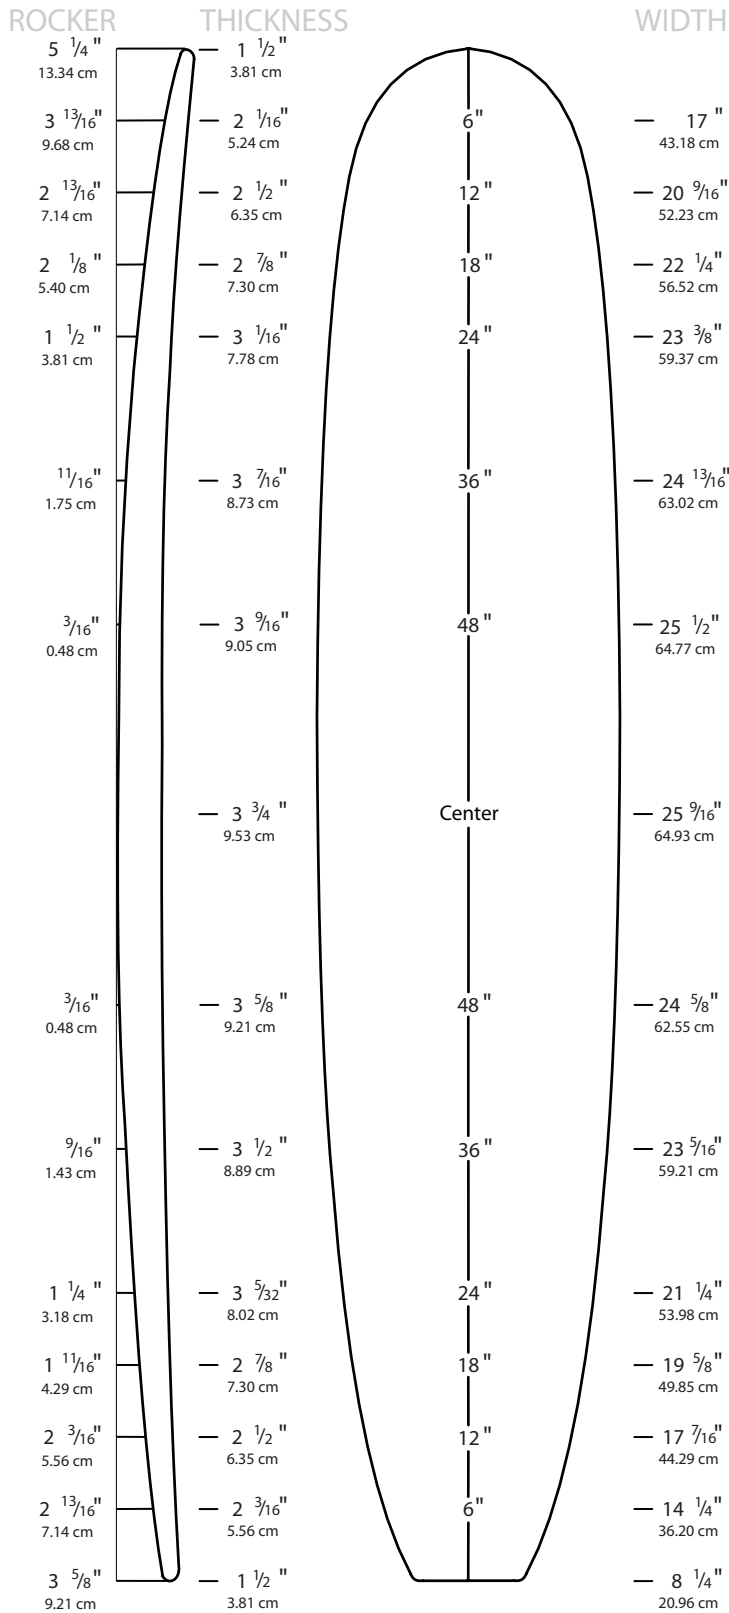 ROCKER THICKNESS WIDTH
5 1/4" 1 1/2"
13.34 cm 3.81 cm
3 13/16" 2 1/16" 6" 17"
9.68 cm 5.24 cm 43.18 cm
2 13/16" 2 1/2" 12" 20 9/16"
7.14 cm 6.35 cm 52.23 cm
2 1/8" 2 7/8" 18" 22 1/4"
5.40 cm 7.30 cm 56.52 cm
1 1/2" 3 1/16" 24" 23 3/8"
3.81 cm 7.78 cm 59.37 cm
11/16" 3 7/16" 36" 24 13/16"
1.75 cm 8.73 cm 63.02 cm
3/16" 3 9/16" 48" 25 1/2"
0.48 cm 9.05 cm 64.77 cm
3 3/4" Center 25 9/16"
9.53 cm 64.93 cm
3/16" 3 5/8" 48" 24 5/8"
0.48 cm 9.21 cm 62.55 cm
9/16" 3 1/2" 36" 23 5/16"
1.43 cm 8.89 cm 59.21 cm
1 1/4" 3 5/32" 24" 21 1/4"
3.18 cm 8.02 cm 53.98 cm
1 11/16" 2 7/8" 18" 19 5/8"
4.29 cm 7.30 cm 49.85 cm
2 3/16" 2 1/2" 12" 17 7/16"
5.56 cm 6.35 cm 44.29 cm
2 13/16" 2 3/16" 6" 14 1/4"
7.14 cm 5.56 cm 36.20 cm
3 5/8" 1 1/2" 8 1/4"
9.21 cm 3.81 cm 20.96 cm